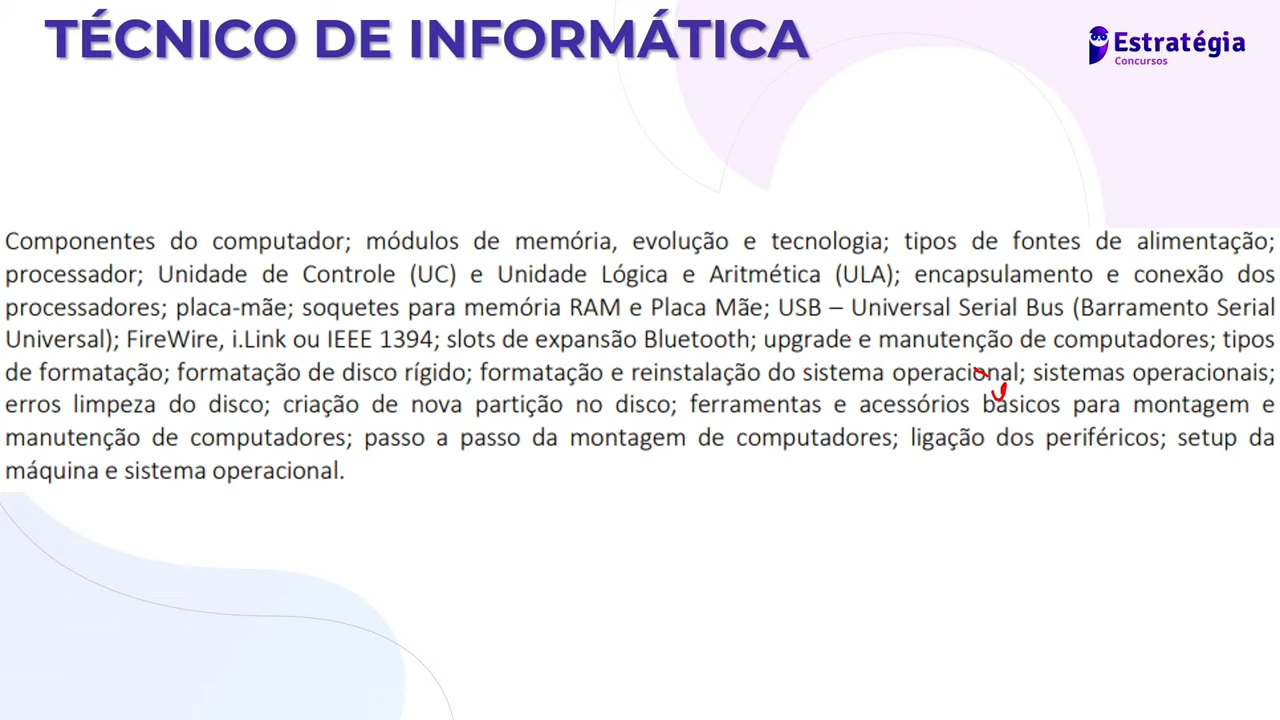 TÉCNICO DE INFORMÁTICA
Estratégia
Concursos
Componentes do computador; módulos de memória, evolução e tecnologia; tipos de fontes de alimentação;
processador; Unidade de Controle (UC) e Unidade Lógica e Aritmética (ULA); encapsulamento e conexão dos
processadores; placa-mãe; soquetes para memória RAM e Placa Mãe; USB – Universal Serial Bus (Barramento Serial
Universal); FireWire, i.Link ou IEEE 1394; slots de expansão Bluetooth; upgrade e manutenção de computadores; tipos
de formatação; formatação de disco rígido; formatação e reinstalação do sistema operacional; sistemas operacionais;
erros limpeza do disco; criação de nova partição no disco; ferramentas e acessórios básicos para montagem e
manutenção de computadores; passo a passo da montagem de computadores; ligação dos periféricos; setup da
máquina e sistema operacional.